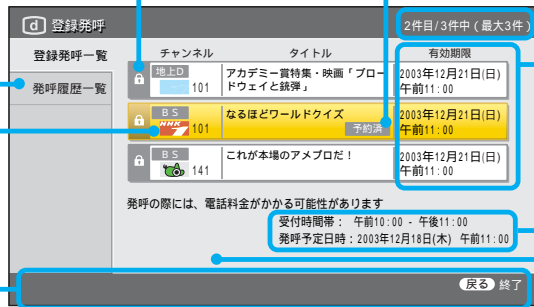 d 登録発呼 2件目/3件中(最大3件)
登録発呼一覧 チャンネル タイトル 有効期限
発呼履歴一覧
地上D 101 アカデミー賞特集・映画「ブロー
ドウェイと銃弾」 2003年12月21日(日)
午前11:00
BS NHK 101 なるほどワールドクイズ 予約済 2003年12月21日(日)
午前11:00
BS 141 これが本場のアメプロだ! 2003年12月21日(日)
午前11:00
発呼の際には、電話料金がかかる可能性があります
受付時間帯: 午前10:00 - 午後11:00
発呼予定日時:2003年12月18日(木) 午前11:00
戻る 終了